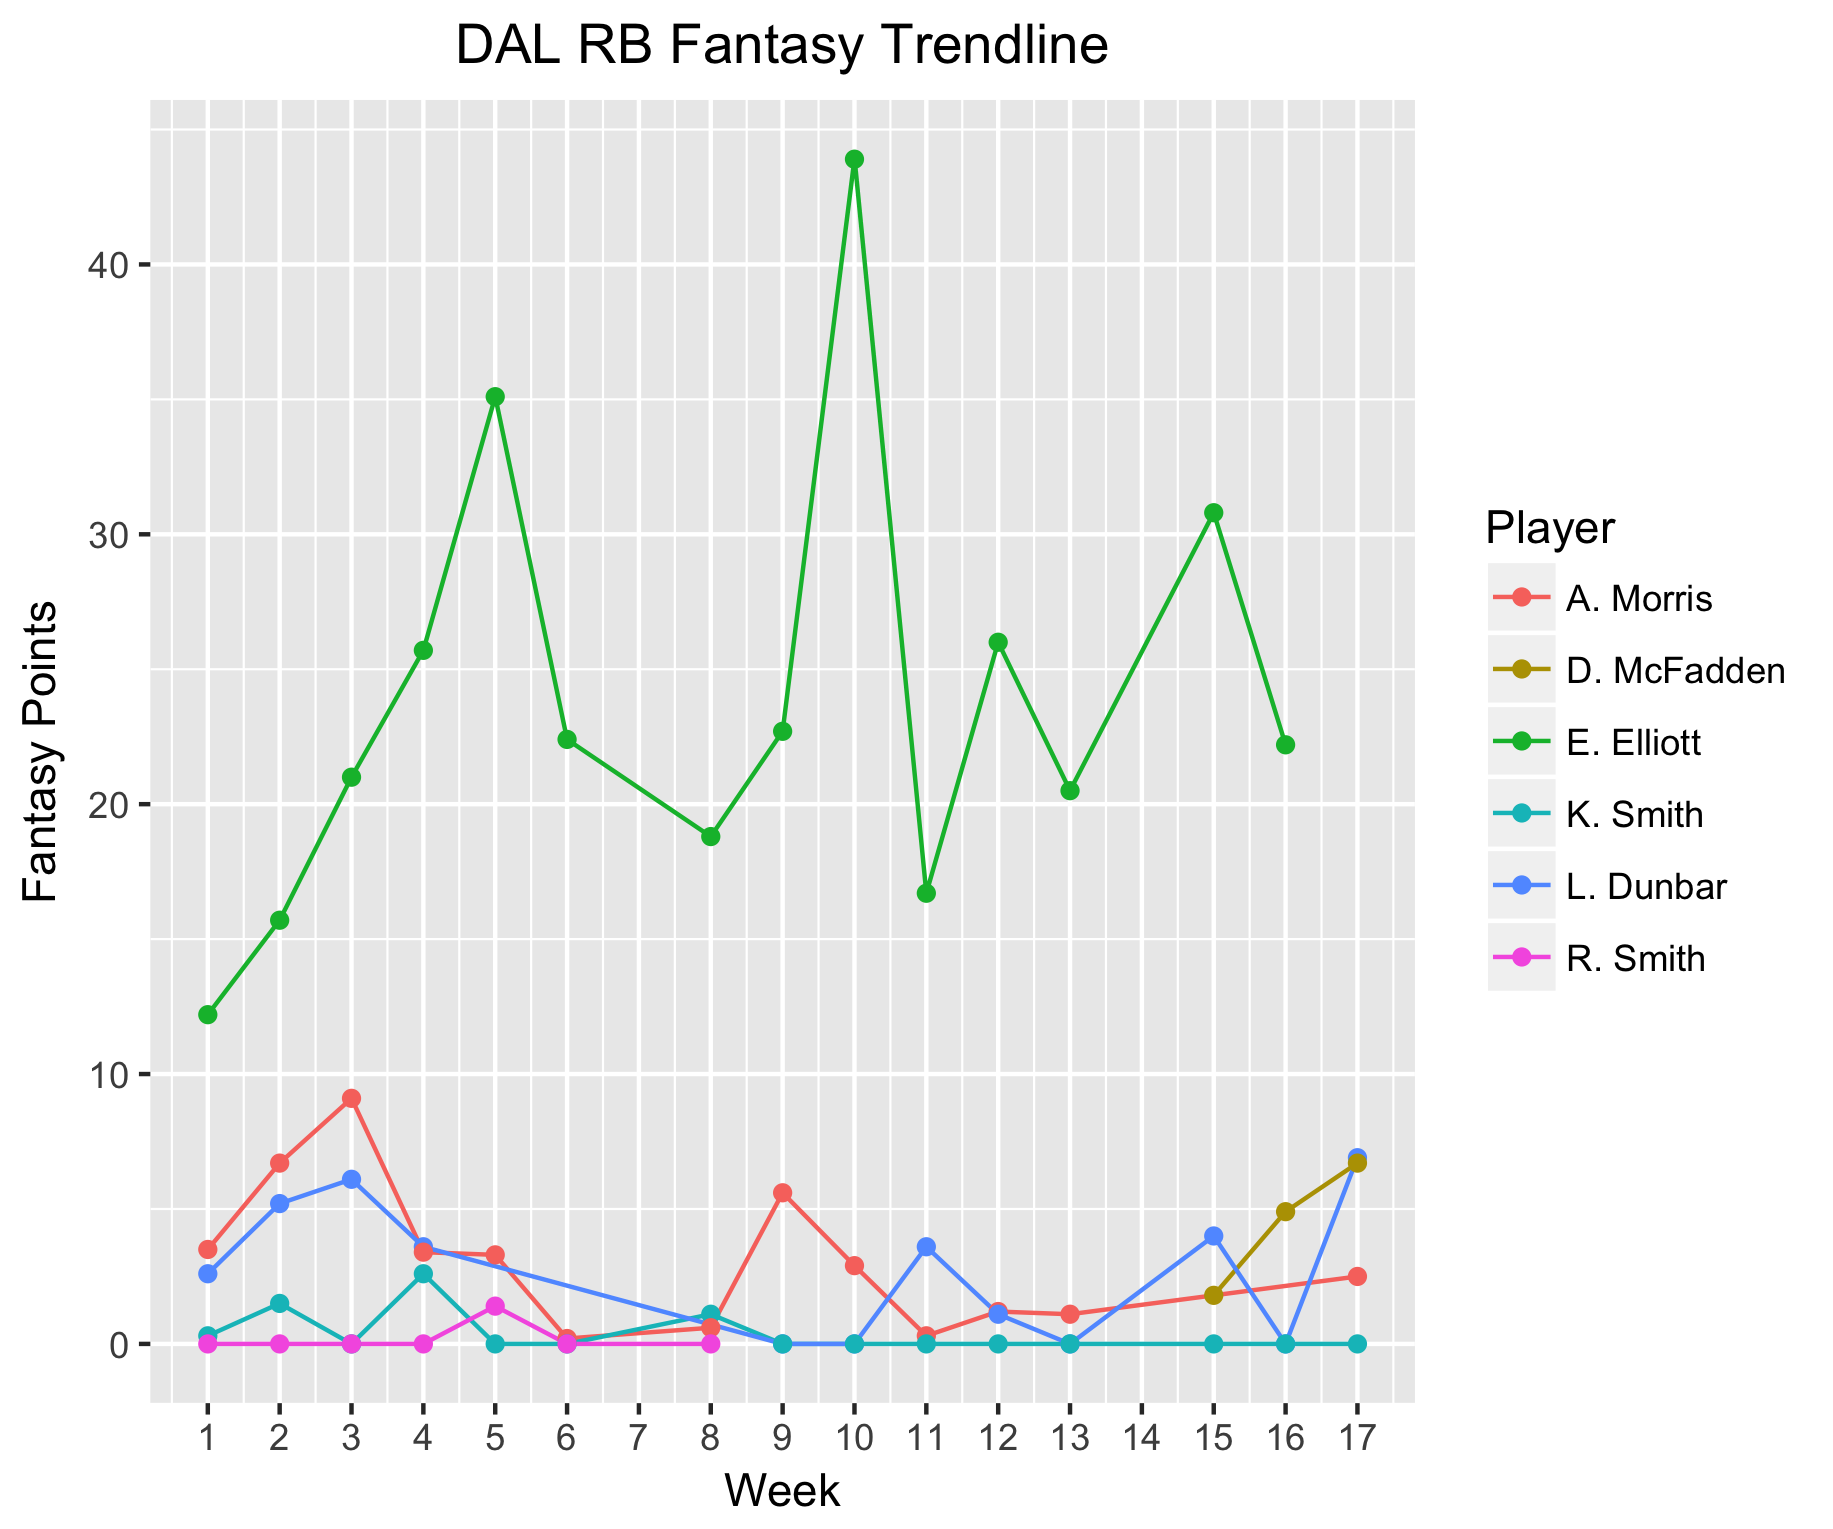 DAL RB Fantasy Trendline
Fantasy Points
40
30
20
10
0
1 2 3 4 5 6 7 8 9 10 11 12 13 14 15 16 17
Week
Player
A. Morris
D. McFadden
E. Elliott
K. Smith
L. Dunbar
R. Smith